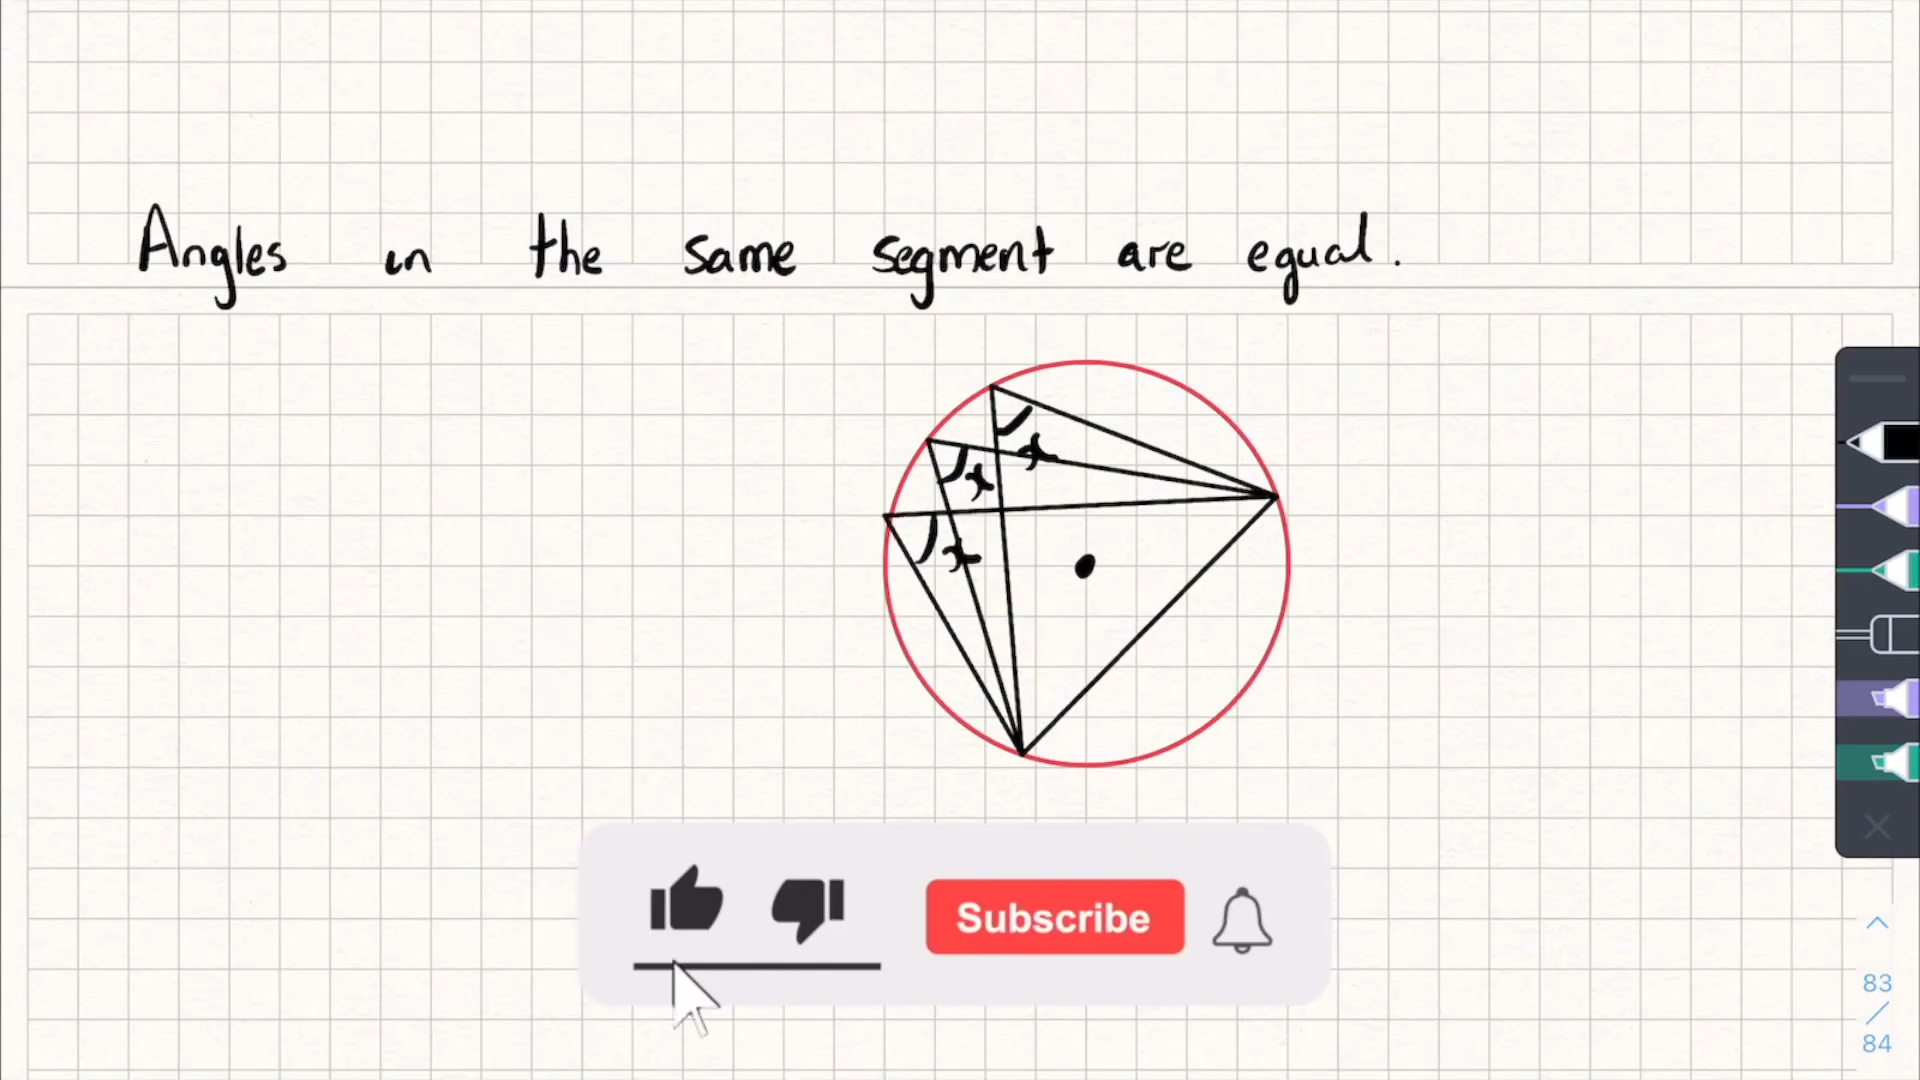 Angles in the same segment are equal.
x
x
x
Subscribe
83
/
84